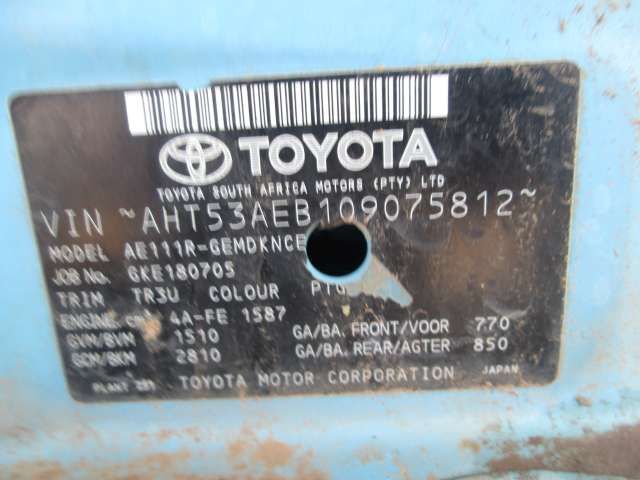 TOYOTA
TOYOTA SOUTH AFRICA MOTORS (PTY) LTD
VIN ~AHT53AEB109075812~
MODEL AE111R-GEMDKNCE
JOB No. GKE180705
TRIM TR3U COLOUR
ENGINE 4A-FE 1587
GVM/BVM 1510 GA/BA. FRONT/VOOR 770
GCM/BKM 2810 GA/BA. REAR/AGTER 850
PLANT TOYOTA MOTOR CORPORATION JAPAN